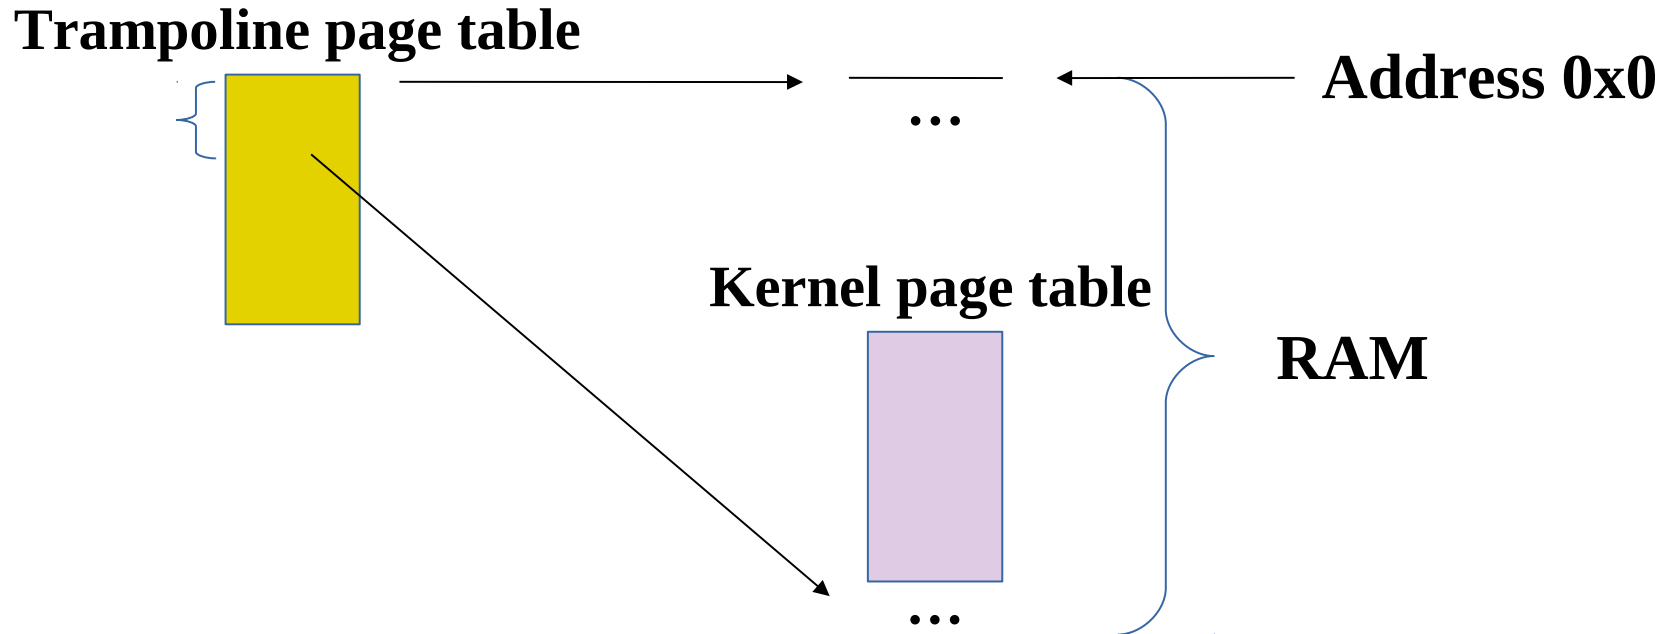 Trampoline page table
Address 0x0
...
Kernel page table
RAM
...